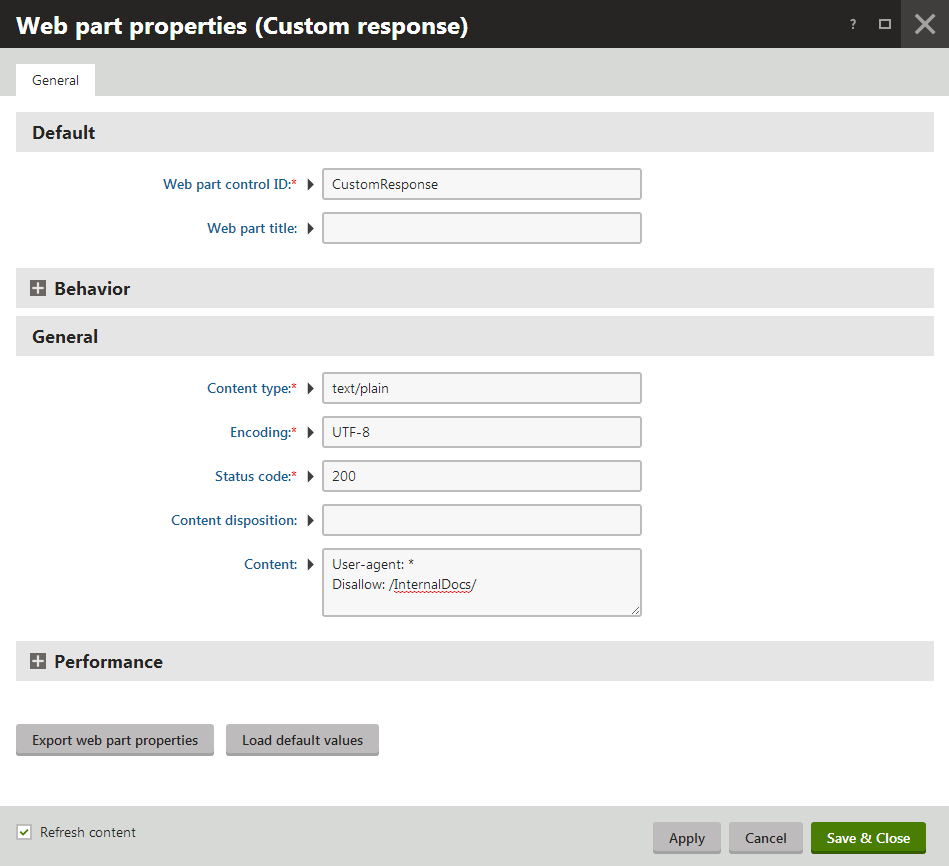 Web part properties (Custom response)
?
General
Default
Web part control ID:* CustomResponse
Web part title:
Behavior
General
Content type:* text/plain
Encoding:* UTF-8
Status code:* 200
Content disposition:
Content: User-agent: *
Disallow: /InternalDocs/
Performance
Export web part properties Load default values
Refresh content
Apply Cancel Save & Close